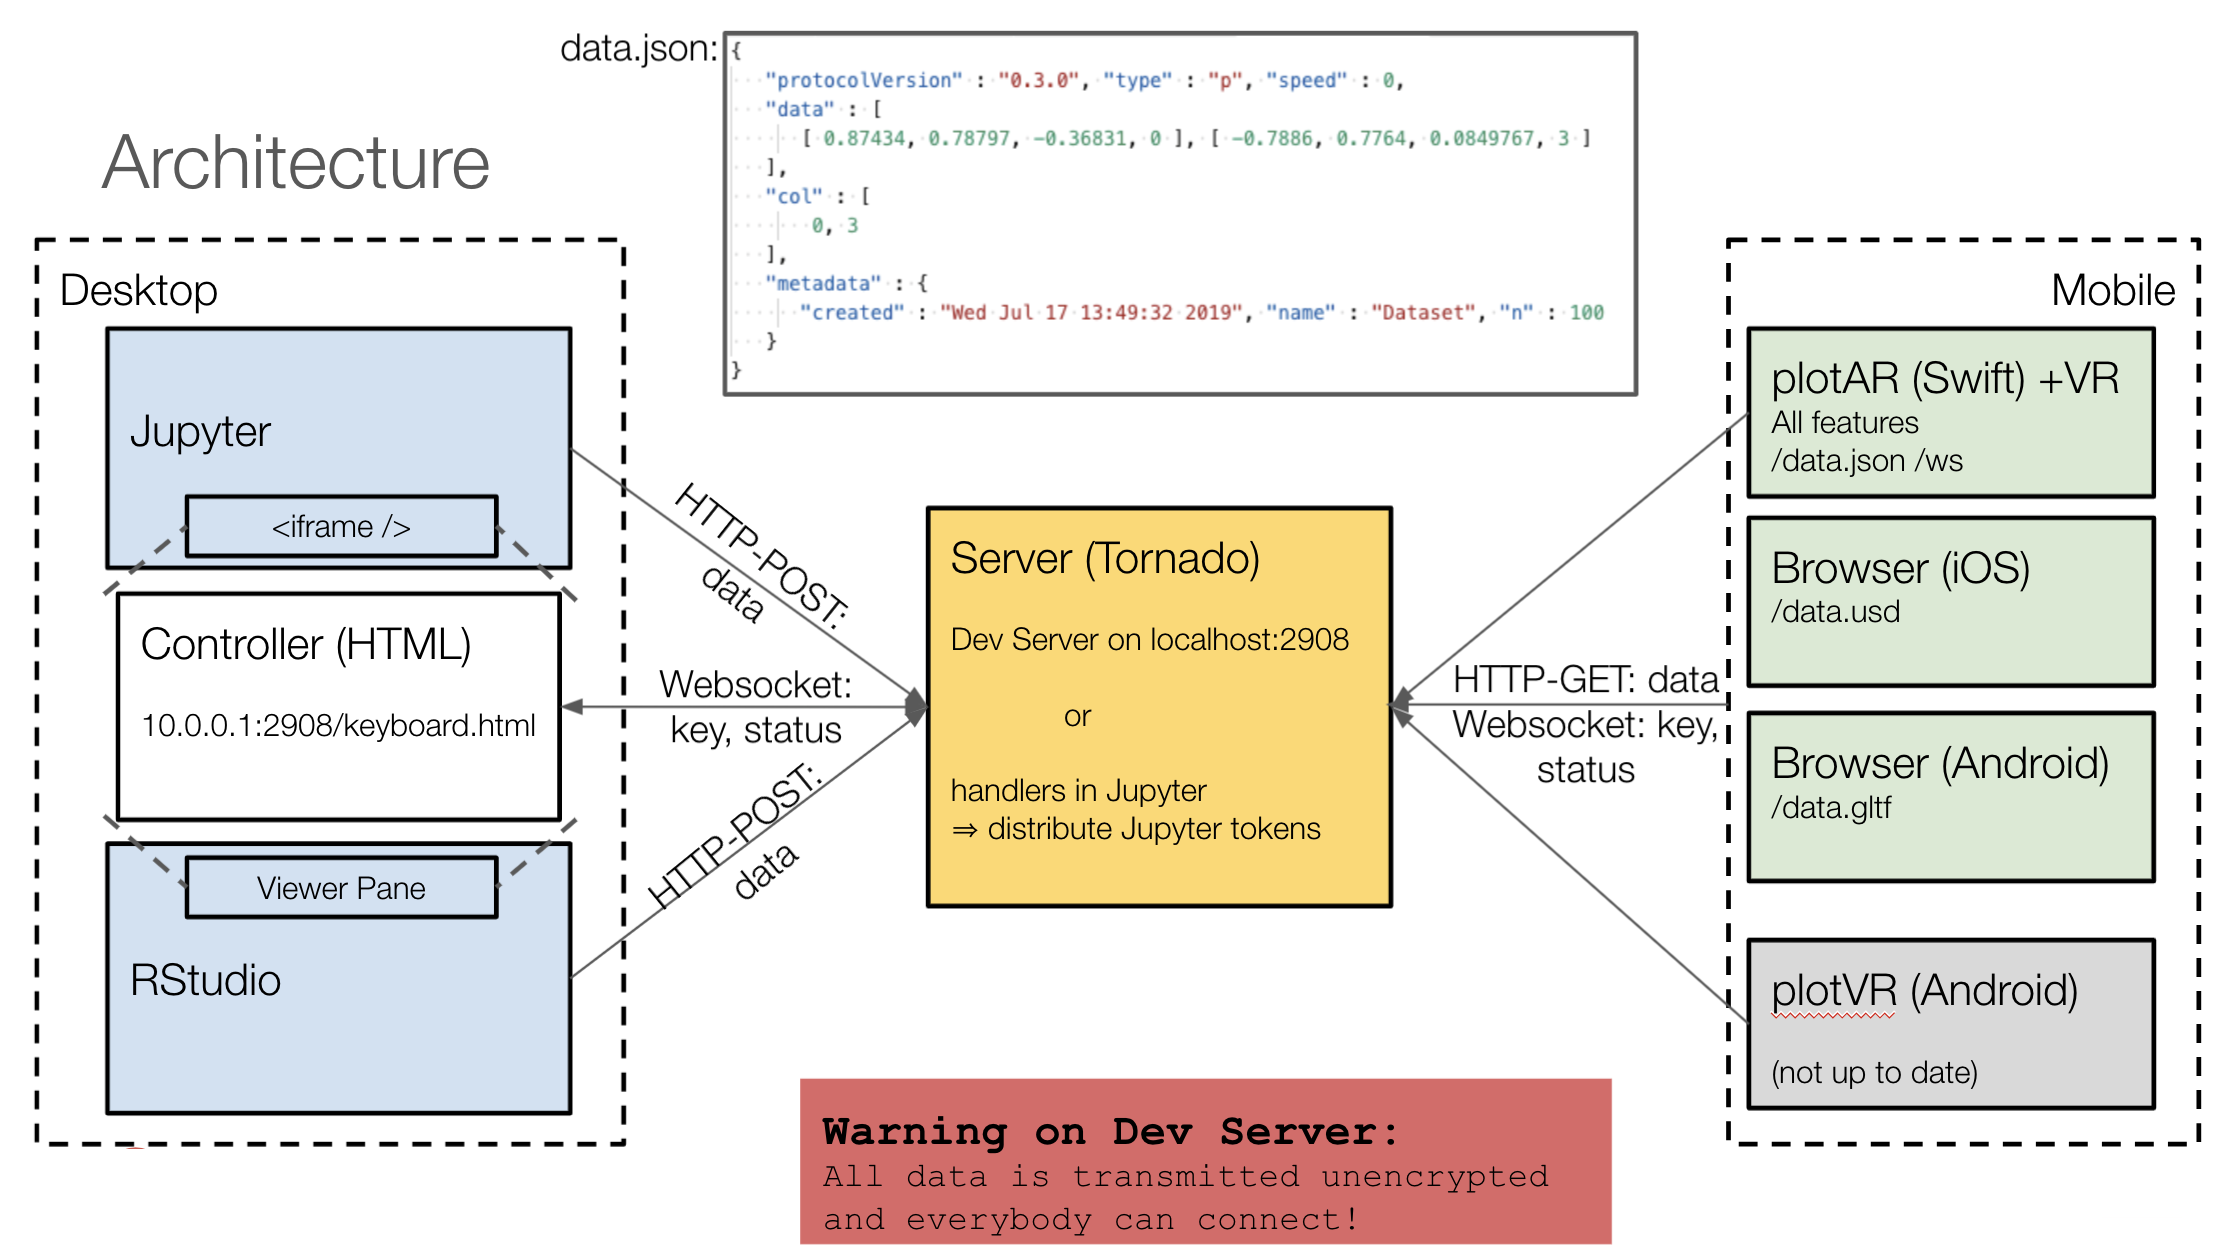 data.json:
{
"protocolVersion" : "0.3.0", "type" : "p", "speed" : 0,
"data" : [
[ 0.87434, 0.78797, -0.36831, 0 ], [ -0.7886, 0.7764, 0.0849767, 3 ]
],
"col" : [
0, 3
],
"metadata" : {
"created" : "Wed Jul 17 13:49:32 2019", "name" : "Dataset", "n" : 100
}
}
Architecture
Desktop
Jupyter
<iframe />
Controller (HTML)
10.0.0.1:2908/keyboard.html
Viewer Pane
RStudio
HTTP-POST:
data
Websocket:
key, status
HTTP-POST:
data
Server (Tornado)
Dev Server on localhost:2908
or
handlers in Jupyter
⇒ distribute Jupyter tokens
HTTP-GET: data
Websocket: key,
status
Mobile
plotAR (Swift) +VR
All features
/data.json /ws
Browser (iOS)
/data.usd
Browser (Android)
/data.gltf
plotVR (Android)
(not up to date)
Warning on Dev Server:
All data is transmitted unencrypted
and everybody can connect!